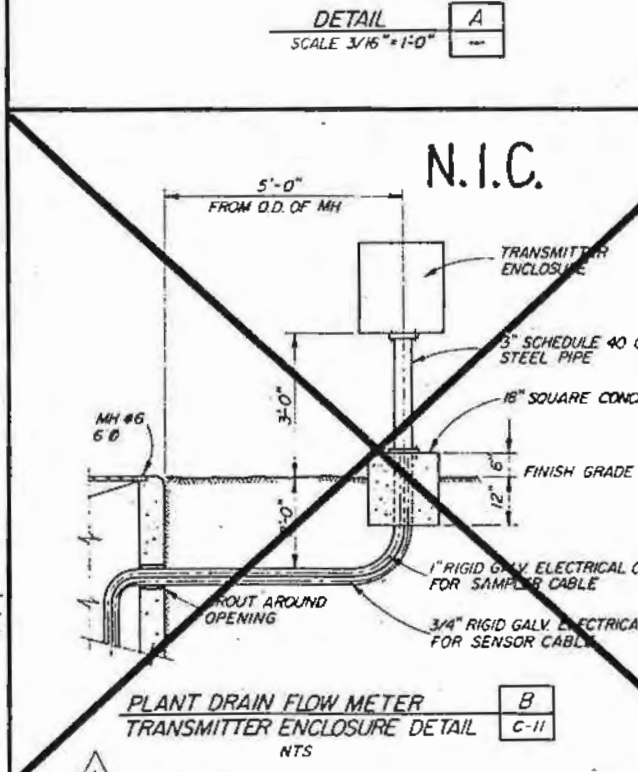 DETAIL
A
SCALE 3/16"=1'-0"
N.I.C.
5'-0"
FROM O.D. OF MH
TRANSMITTER
ENCLOSURE
3" SCHEDULE 40
STEEL PIPE
3'-0"
18" SQUARE
MH #6
6'Ø
6"
FINISH GRADE
12"
1" RIGID GALV. ELECTRICAL
FOR SAMPLER CABLE
GROUT AROUND
OPENING
3/4" RIGID GALV.
FOR SENSOR CABLE
PLANT DRAIN FLOW METER
B
TRANSMITTER ENCLOSURE DETAIL
C-11
NTS